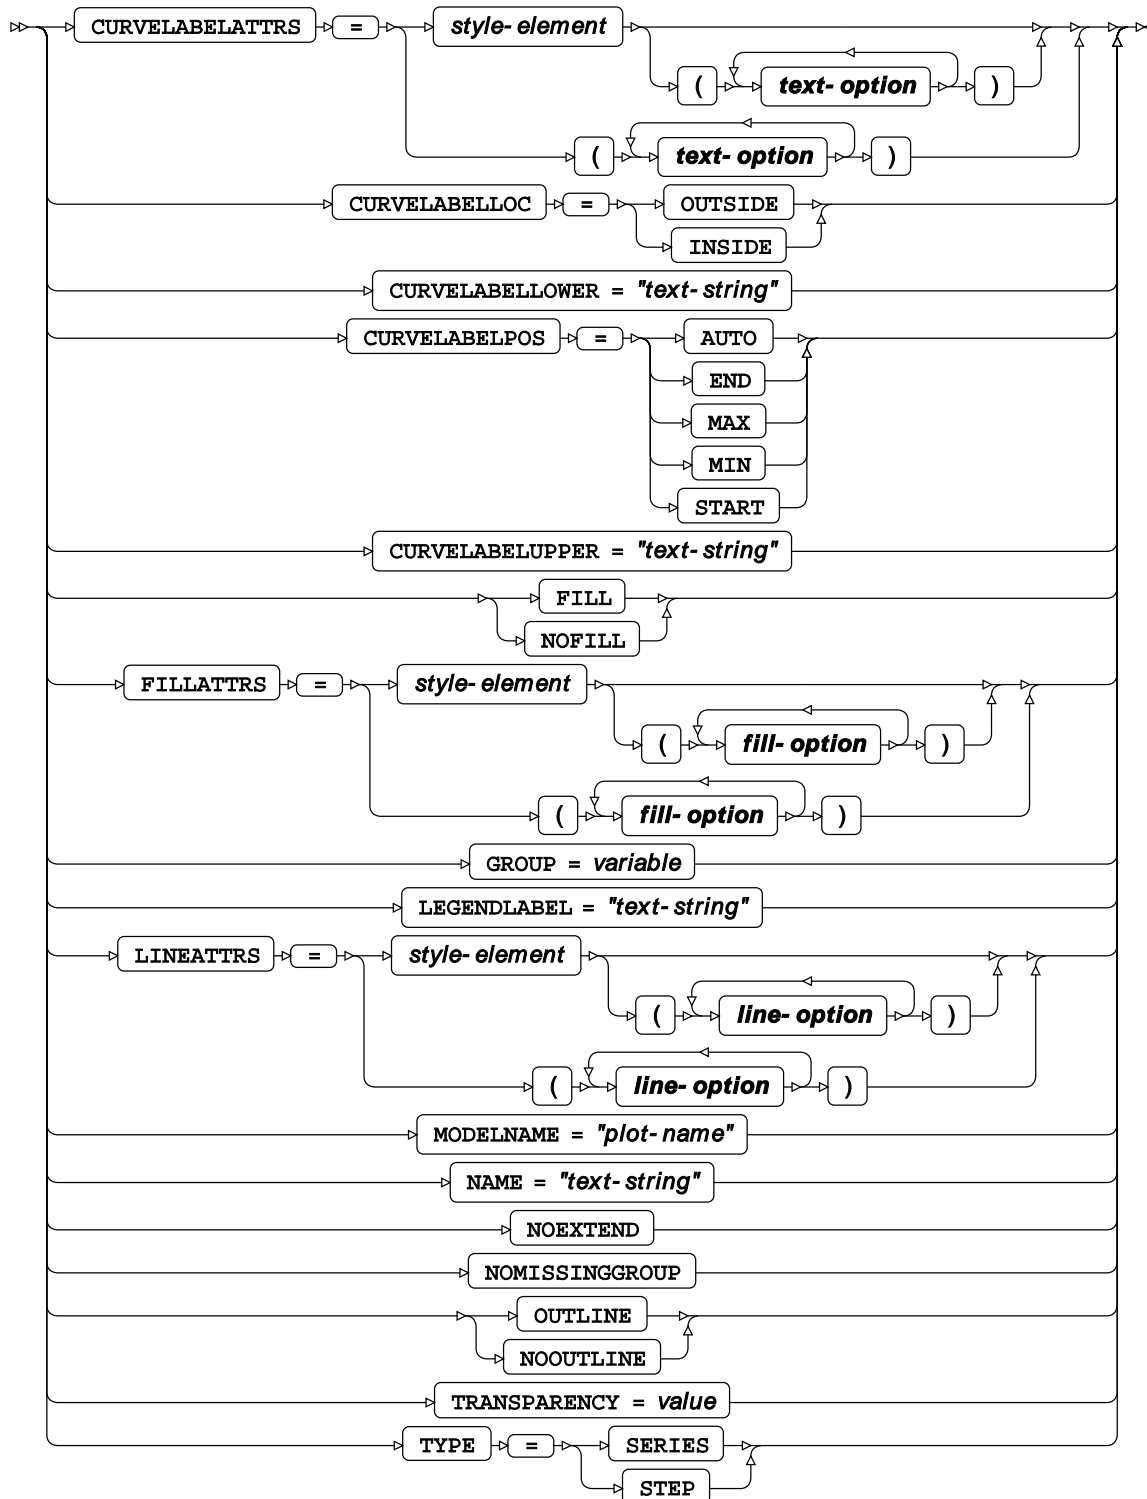 CURVELABELATTRS = style-element
( text-option )
( text-option )
CURVELABELLOC = OUTSIDE
INSIDE
CURVELABELLOWER = "text-string"
CURVELABELPOS = AUTO
END
MAX
MIN
START
CURVELABELUPPER = "text-string"
FILL
NOFILL
FILLATTRS = style-element
( fill-option )
( fill-option )
GROUP = variable
LEGENDLABEL = "text-string"
LINEATTRS = style-element
( line-option )
( line-option )
MODELNAME = "plot-name"
NAME = "text-string"
NOEXTEND
NOMISSINGGROUP
OUTLINE
NOOUTLINE
TRANSPARENCY = value
TYPE = SERIES
STEP